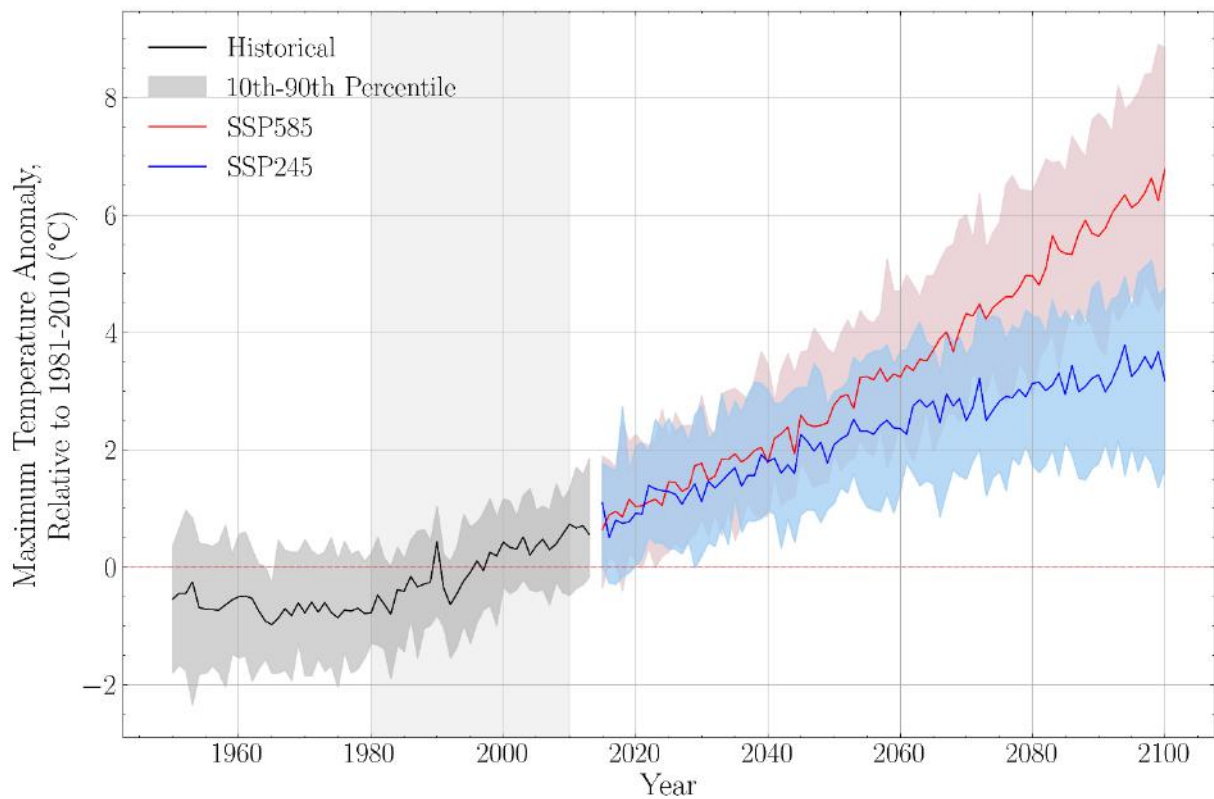 Historical
10th-90th Percentile
SSP585
SSP245
Maximum Temperature Anomaly,
Relative to 1981-2010 (°C)
8
6
4
2
0
−2
1960 1980 2000 2020 2040 2060 2080 2100
Year